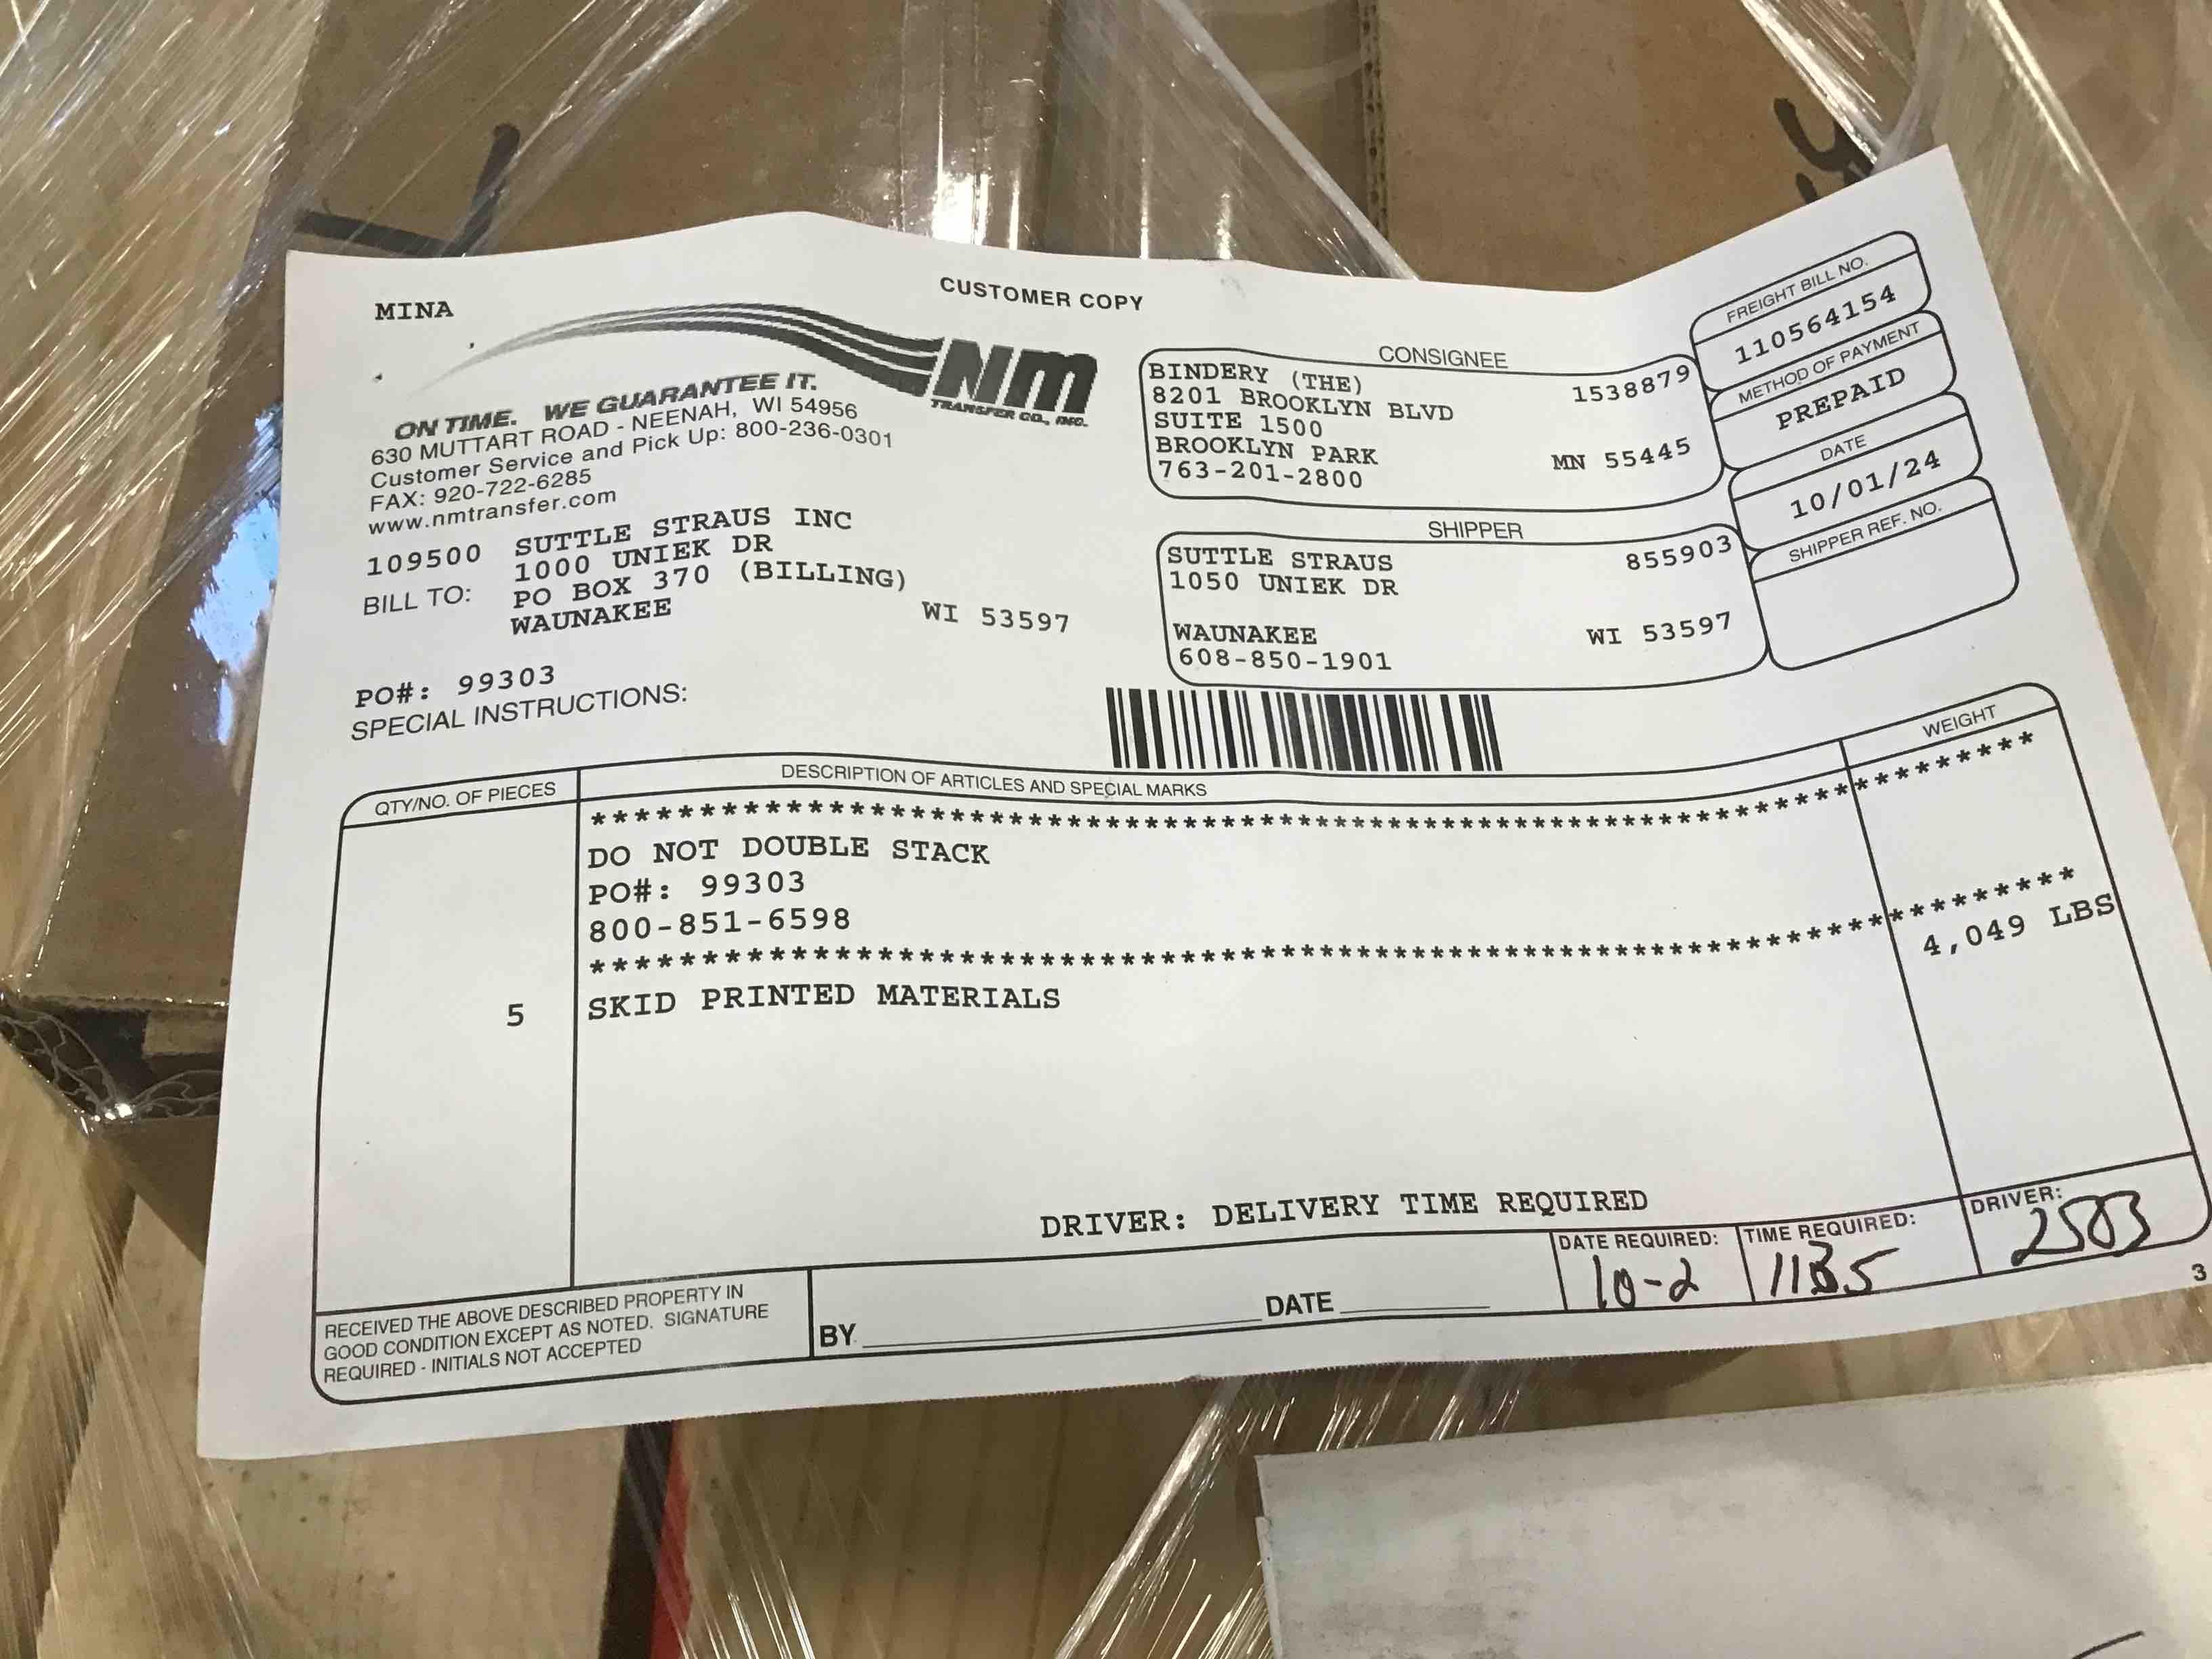 MINA
CUSTOMER COPY
NM
TRANSFER CO., INC.
ON TIME. WE GUARANTEE IT.
630 MUTTART ROAD - NEENAH, WI 54956
Customer Service and Pick Up: 800-236-0301
FAX: 920-722-6285
www.nmtransfer.com
109500 SUTTLE STRAUS INC
1000 UNIEK DR
BILL TO: PO BOX 370 (BILLING)
WAUNAKEE WI 53597
PO#: 99303
SPECIAL INSTRUCTIONS:
CONSIGNEE
BINDERY (THE) 1538879
8201 BROOKLYN BLVD
SUITE 1500
BROOKLYN PARK MN 55445
763-201-2800
SHIPPER
SUTTLE STRAUS 855903
1050 UNIEK DR
WAUNAKEE WI 53597
608-850-1901
FREIGHT BILL NO.
110564154
METHOD OF PAYMENT
PREPAID
DATE
10/01/24
SHIPPER REF. NO.
QTY/NO. OF PIECES DESCRIPTION OF ARTICLES AND SPECIAL MARKS WEIGHT
DO NOT DOUBLE STACK
PO#: 99303
800-851-6598
5 SKID PRINTED MATERIALS 4,049 LBS
DRIVER: DELIVERY TIME REQUIRED
RECEIVED THE ABOVE DESCRIBED PROPERTY IN
GOOD CONDITION EXCEPT AS NOTED. SIGNATURE
REQUIRED - INITIALS NOT ACCEPTED
BY DATE
DATE REQUIRED: TIME REQUIRED: DRIVER:
10-2 1135 2503
3